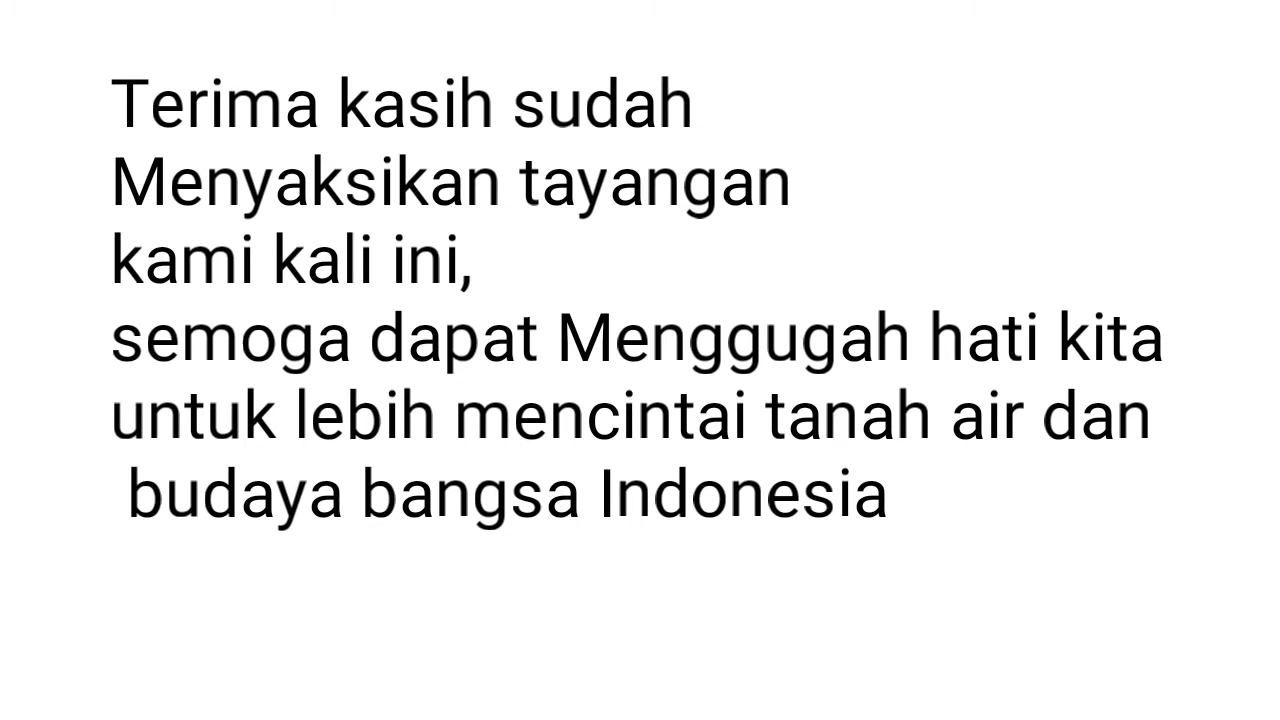 Terima kasih sudah
Menyaksikan tayangan
kami kali ini,
semoga dapat Menggugah hati kita
untuk lebih mencintai tanah air dan
budaya bangsa Indonesia